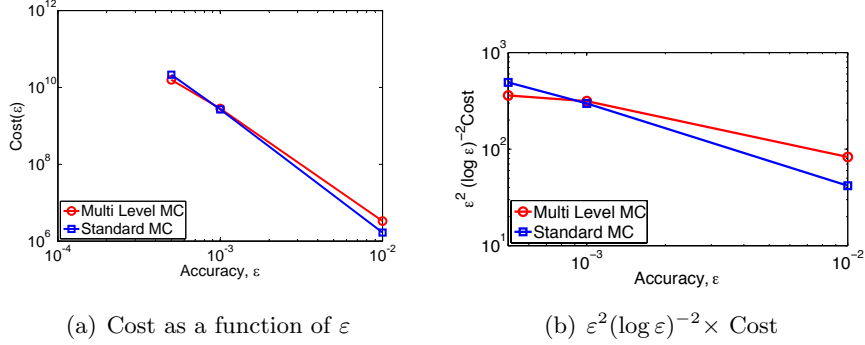 10^12
10^10
10^8
10^6
Cost(ε)
Multi Level MC
Standard MC
10^-4
10^-3
10^-2
Accuracy, ε
(a) Cost as a function of ε
10^3
10^2
10^1
ε^2 (log ε)^-2 Cost
Multi Level MC
Standard MC
10^-3
10^-2
Accuracy, ε
(b) ε^2(log ε)^-2× Cost